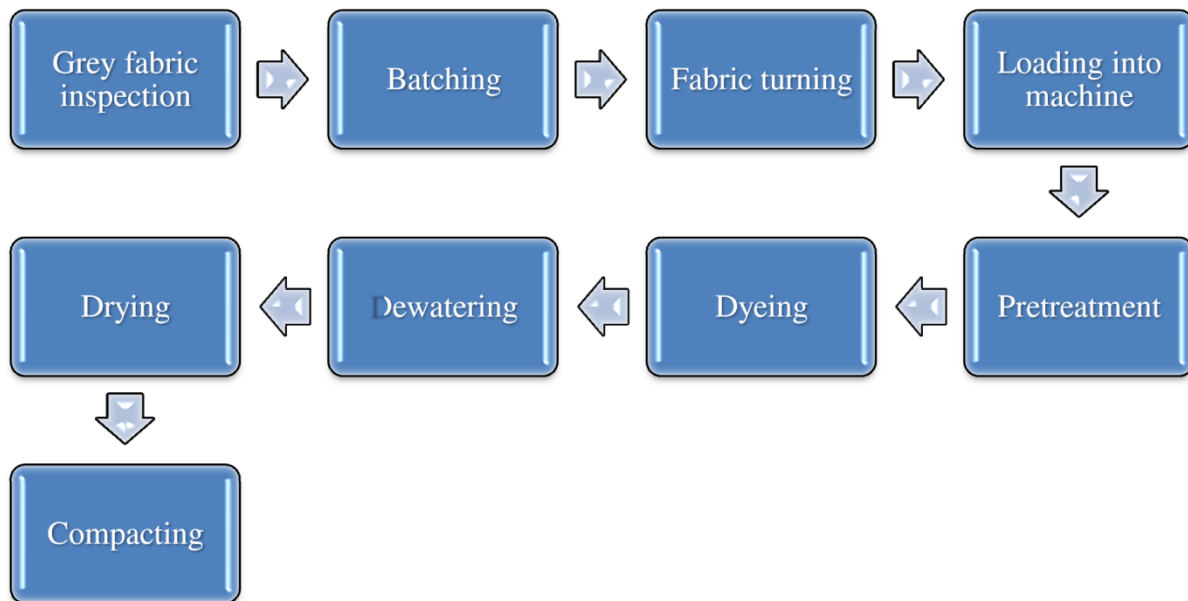 Grey fabric
inspection
Batching
Fabric turning
Loading into
machine
Pretreatment
Dyeing
Dewatering
Drying
Compacting